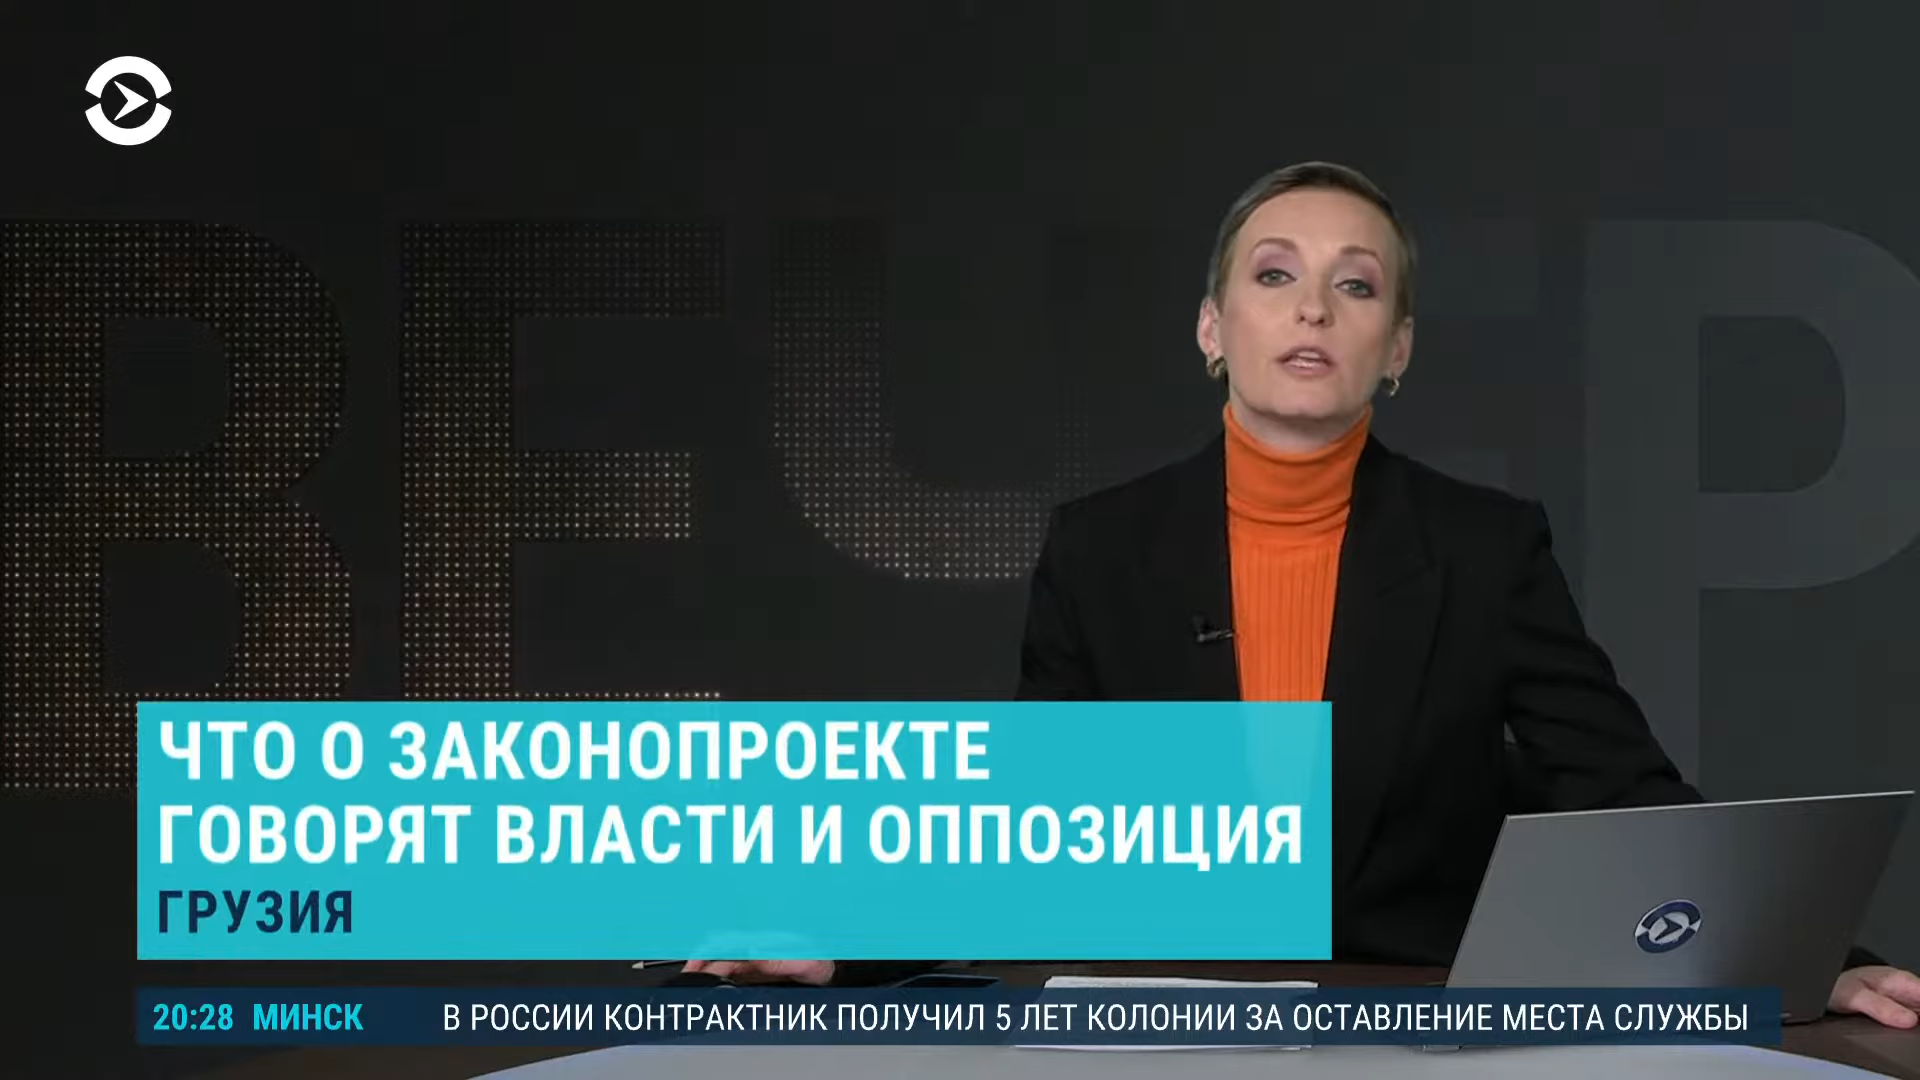 ВЕЧЕР
ЧТО О ЗАКОНОПРОЕКТЕ
ГОВОРЯТ ВЛАСТИ И ОППОЗИЦИЯ
ГРУЗИЯ
20:28 МИНСК В РОССИИ КОНТРАКТНИК ПОЛУЧИЛ 5 ЛЕТ КОЛОНИИ ЗА ОСТАВЛЕНИЕ МЕСТА СЛУЖБЫ